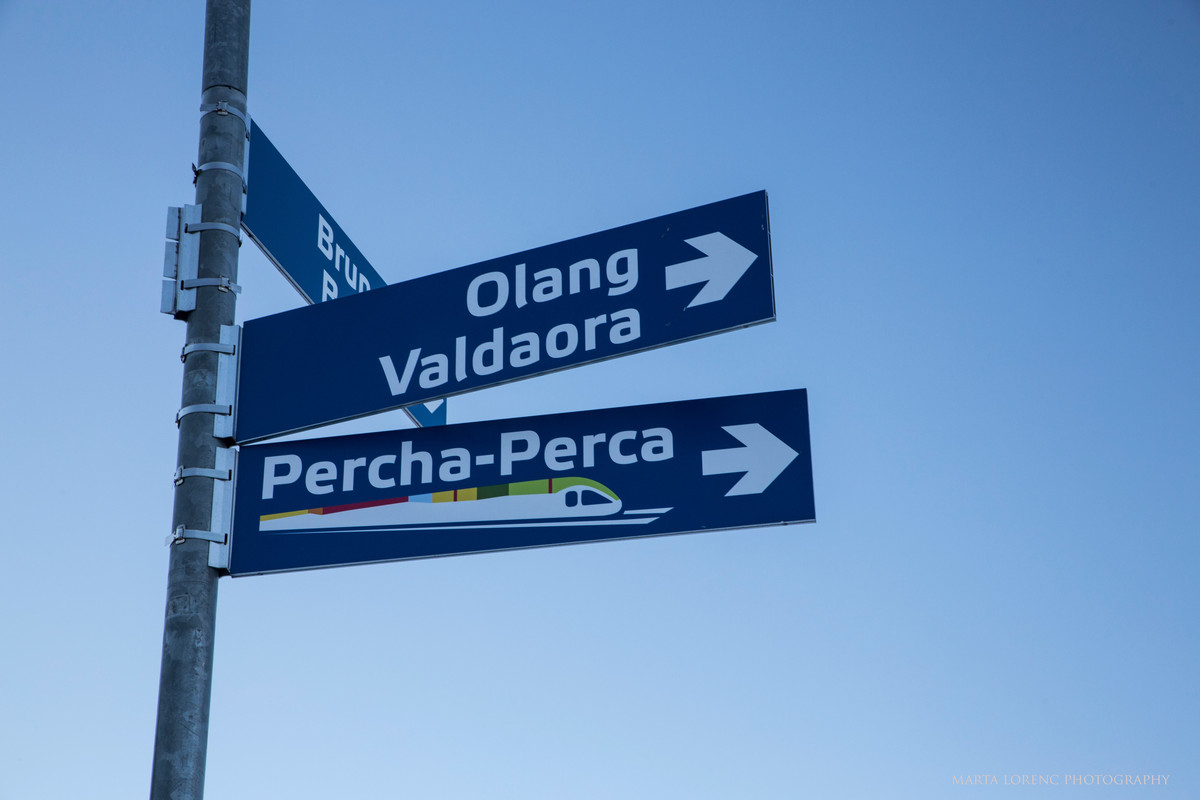 Olang
Valdaora
Percha-Perca
MARTA LORENC PHOTOGRAPHY